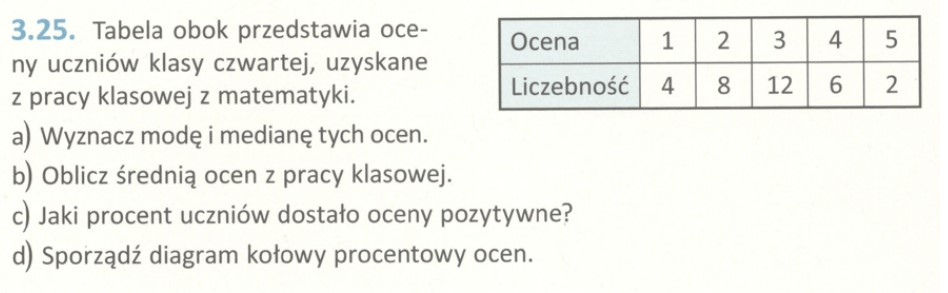 3.25. Tabela obok przedstawia oce-
ny uczniów klasy czwartej, uzyskane
z pracy klasowej z matematyki.
Ocena 1 2 3 4 5
Liczebność 4 8 12 6 2
a) Wyznacz modę i medianę tych ocen.
b) Oblicz średnią ocen z pracy klasowej.
c) Jaki procent uczniów dostało oceny pozytywne?
d) Sporządź diagram kołowy procentowy ocen.